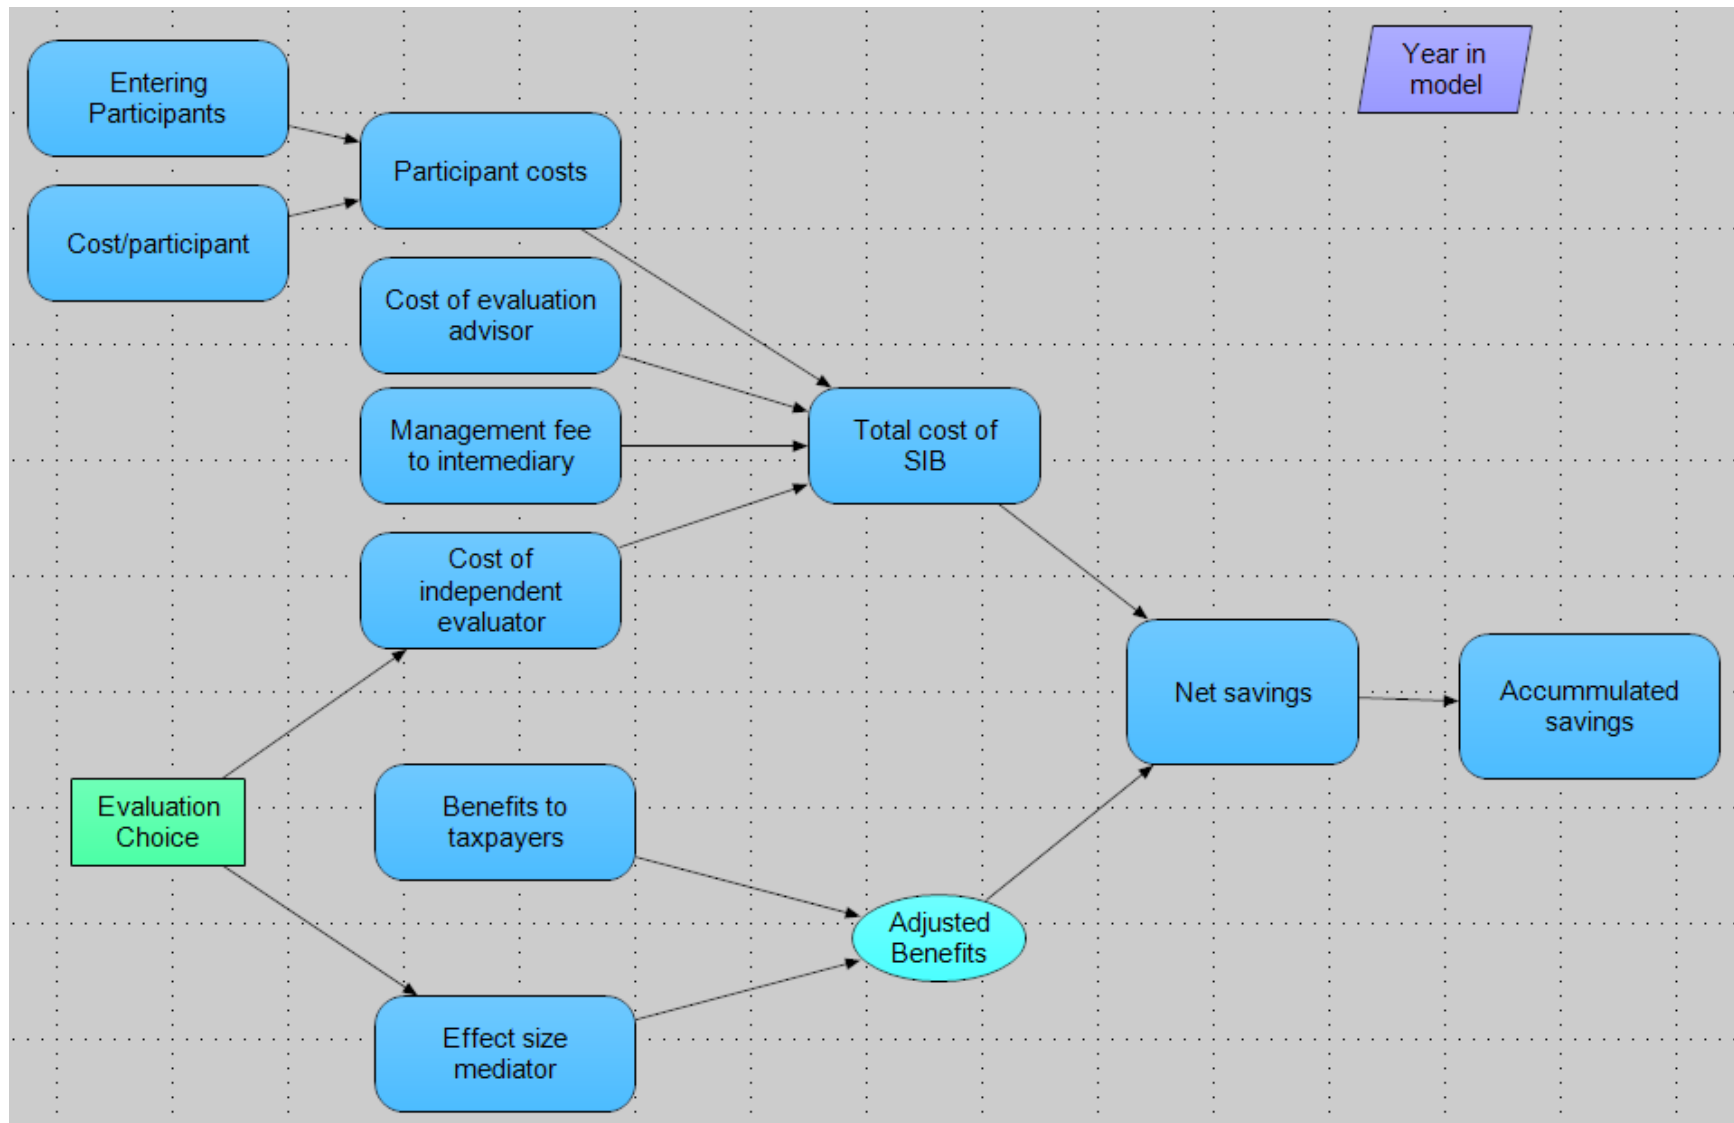 Entering
Participants
Year in
model
Participant costs
Cost/participant
Cost of evaluation
advisor
Management fee
to intemediary
Total cost of
SIB
Cost of
independent
evaluator
Net savings
Accummulated
savings
Evaluation
Choice
Benefits to
taxpayers
Adjusted
Benefits
Effect size
mediator